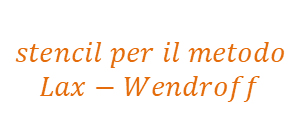 stencil per il metodo
Lax − Wendroff